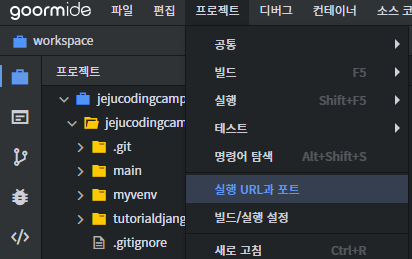 goormide 파일 편집 프로젝트 디버그 컨테이너 소스 코
workspace
프로젝트
jejucodingcamp
jejucodingcam
.git
main
myvenv
tutorialdjang
.gitignore
공통
빌드 F5
실행 Shift+F5
테스트
명령어 탐색 Alt+Shift+S
실행 URL과 포트
빌드/실행 설정
새로 고침 Ctrl+R